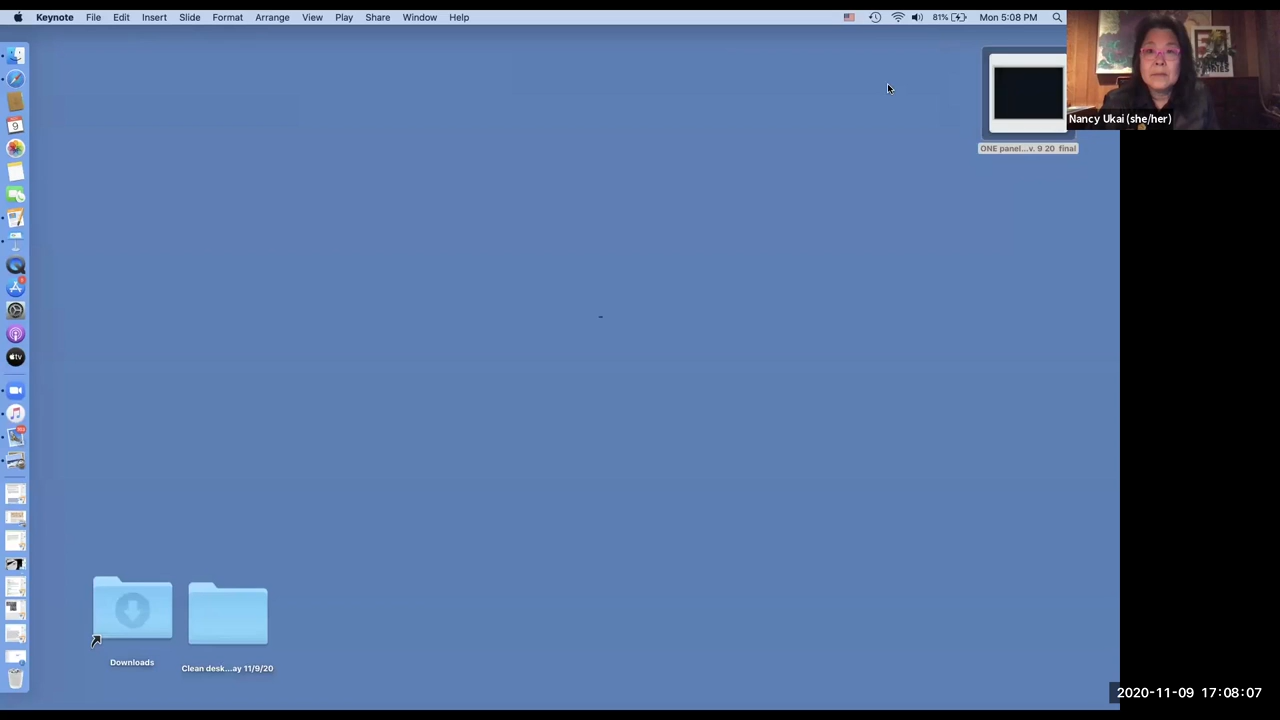 Keynote File Edit Insert Slide Format Arrange View Play Share Window Help 81% Mon 5:08 PM
9
tv
ONE panel...v. 9 20 final
Nancy Ukai (she/her)
Downloads
Clean desk...ay 11/9/20
2020-11-09 17:08:07